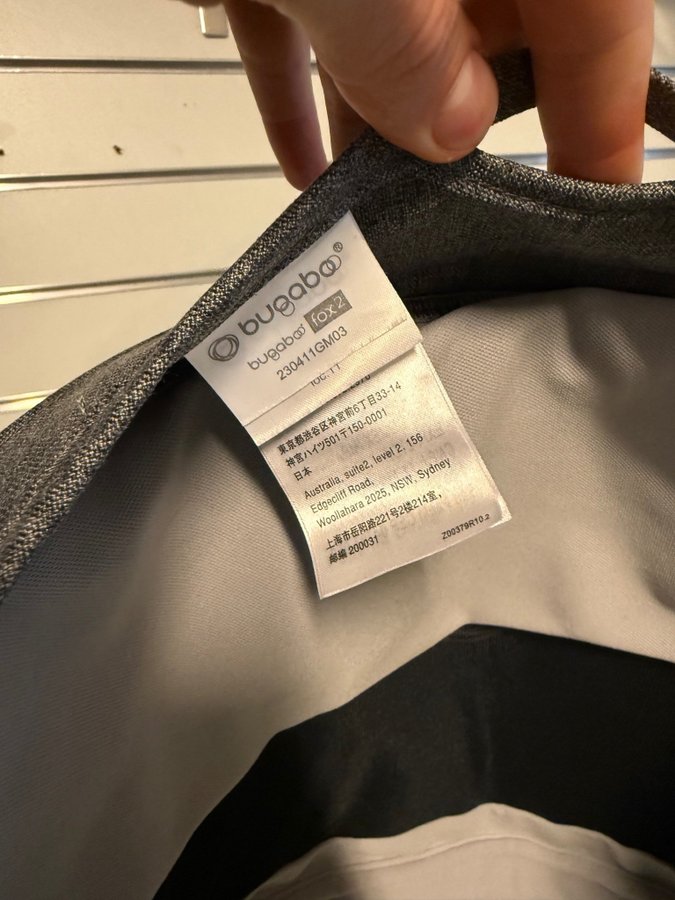 bugaboo®
bugaboo fox 2
230411GM03
東京都渋谷区神宮前6丁目33-14
神宮ハイツ501〒150-0001
日本
Australia, suite2, level 2, 156
Edgecliff Road,
Woollahara 2025, NSW, Sydney
上海市岳阳路221号2楼214室，
邮编 200031
Z00379R10.2